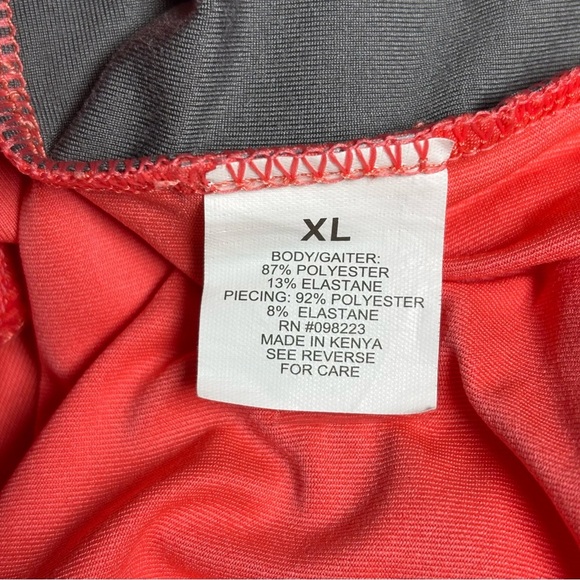 XL
BODY/GAITER:
87% POLYESTER
13% ELASTANE
PIECING: 92% POLYESTER
8% ELASTANE
RN #098223
MADE IN KENYA
SEE REVERSE
FOR CARE